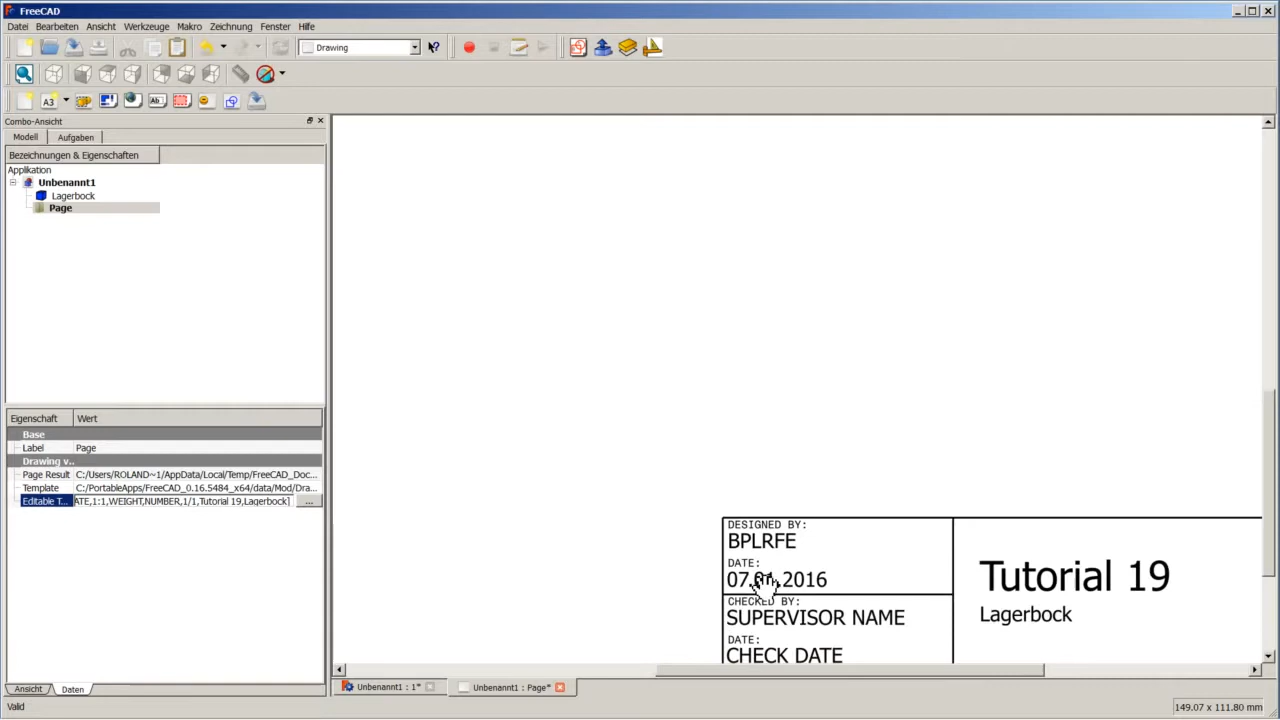 FreeCAD
Datei Bearbeiten Ansicht Werkzeuge Makro Zeichnung Fenster Hilfe
Drawing
A3
Ab
Combo-Ansicht
Modell Aufgaben
Bezeichnungen & Eigenschaften
Applikation
Unbenannt1
Lagerbock
Page
Eigenschaft Wert
Base
Label Page
Drawing v..
Page Result C:/Users/ROLAND~1/AppData/Local/Temp/FreeCAD_Doc...
Template C:/PortableApps/FreeCAD_0.16.5484_x64/data/Mod/Dra...
Editable T... ATE,1:1,WEIGHT,NUMBER,1/1,Tutorial 19,Lagerbock] ...
DESIGNED BY:
BPLRFE
DATE:
2016
CHECKED BY:
SUPERVISOR NAME
DATE:
CHECK DATE
Tutorial 19
Lagerbock
Ansicht Daten
Unbenannt1 : 1* Unbenannt1 : Page*
Valid 149.07 x 111.80 mm